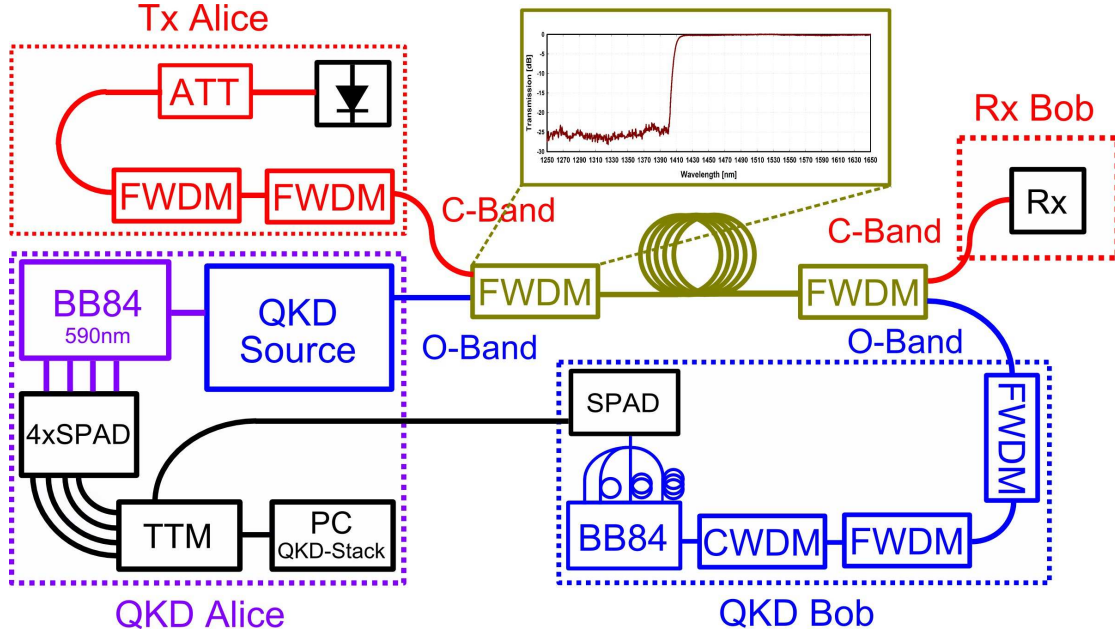 Tx Alice
ATT
FWDM
FWDM
C-Band
Transmission [dB]
0
-5
-10
-15
-20
-25
-30
1250 1270 1290 1310 1330 1350 1370 1390 1410 1430 1450 1470 1490 1510 1530 1550 1570 1590 1610 1630 1650
Wavelength [nm]
Rx Bob
Rx
C-Band
FWDM
FWDM
BB84
590nm
QKD
Source
O-Band
O-Band
4xSPAD
TTM
PC
QKD-Stack
QKD Alice
SPAD
FWDM
BB84
CWDM
FWDM
QKD Bob